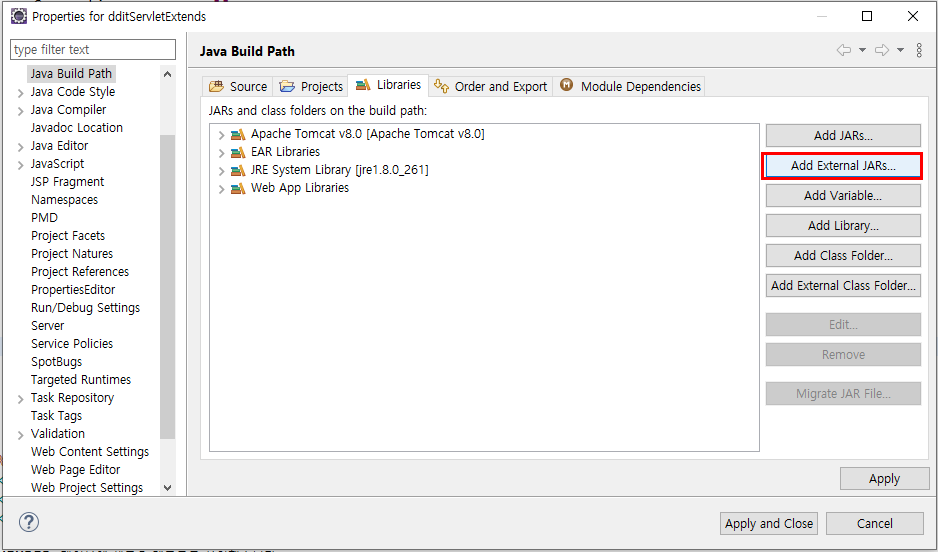 Properties for dditServletExtends
type filter text
Java Build Path
Java Code Style
Java Compiler
Javadoc Location
Java Editor
JavaScript
JSP Fragment
Namespaces
PMD
Project Facets
Project Natures
Project References
PropertiesEditor
Run/Debug Settings
Server
Service Policies
SpotBugs
Targeted Runtimes
Task Repository
Task Tags
Validation
Web Content Settings
Web Page Editor
Web Project Settings
Java Build Path
Source
Projects
Libraries
Order and Export
Module Dependencies
JARs and class folders on the build path:
Apache Tomcat v8.0 [Apache Tomcat v8.0]
EAR Libraries
JRE System Library [jre1.8.0_261]
Web App Libraries
Add JARs...
Add External JARs...
Add Variable...
Add Library...
Add Class Folder...
Add External Class Folder...
Edit...
Remove
Migrate JAR File...
Apply
Apply and Close
Cancel